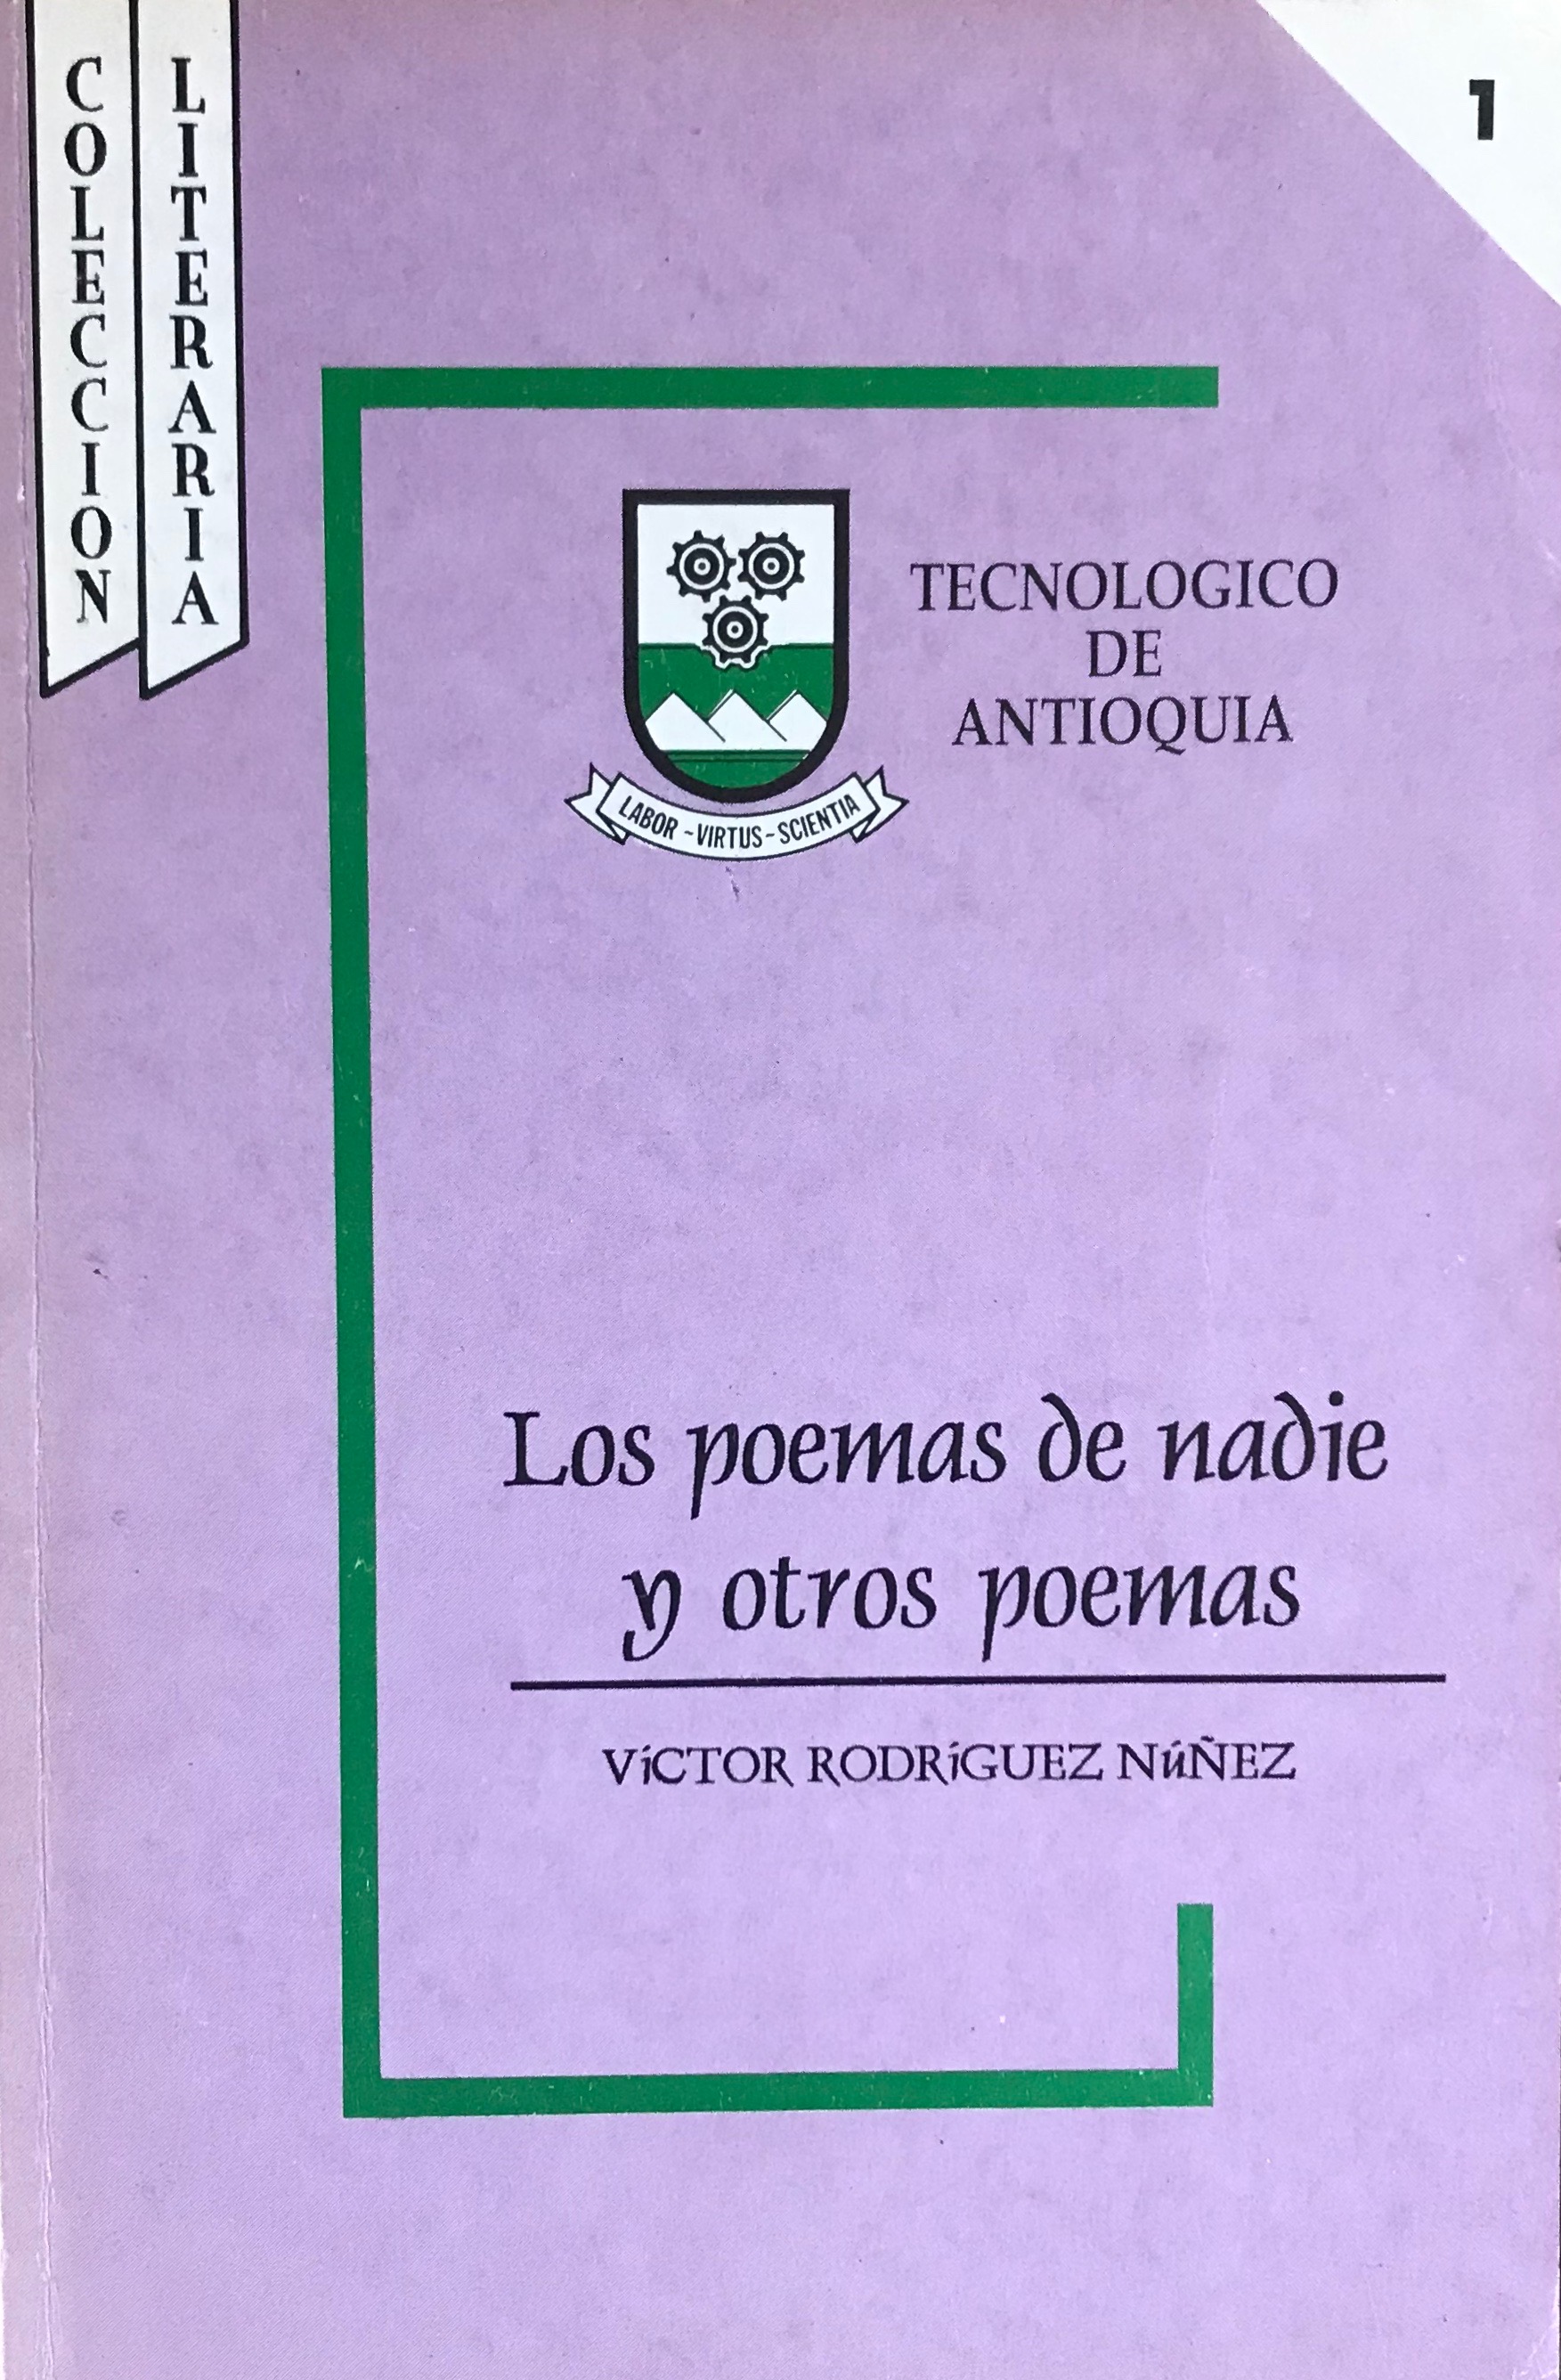 COLECCION
LITERARIA
1
TECNOLOGICO
DE
ANTIOQUIA
LABOR - VIRTUS - SCIENTIA
Los poemas de nadie
y otros poemas
VíCTOR RODRíGUEZ NúÑEZ